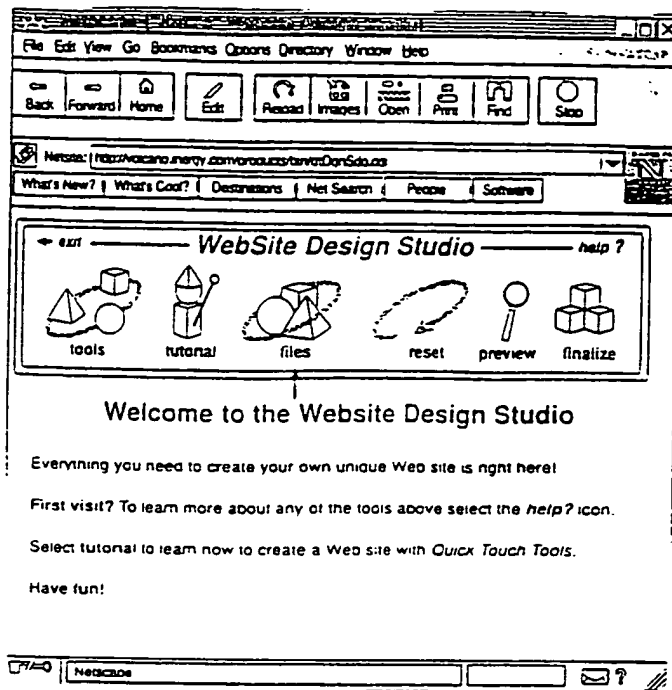 File Edit View Go Bookmarks Options Directory Window Help
Back Forward Home Edit Reload Images Open Print Find Stop
Netsite:
What's New? What's Cool? Destinations Net Search People Software
exit WebSite Design Studio help ?
tools tutorial files reset preview finalize
Welcome to the Website Design Studio
Everything you need to create your own unique Web site is right here!
First visit? To learn more about any of the tools above select the help? icon.
Select tutorial to learn how to create a Web site with Quick Touch Tools.
Have fun!
Netscape ?